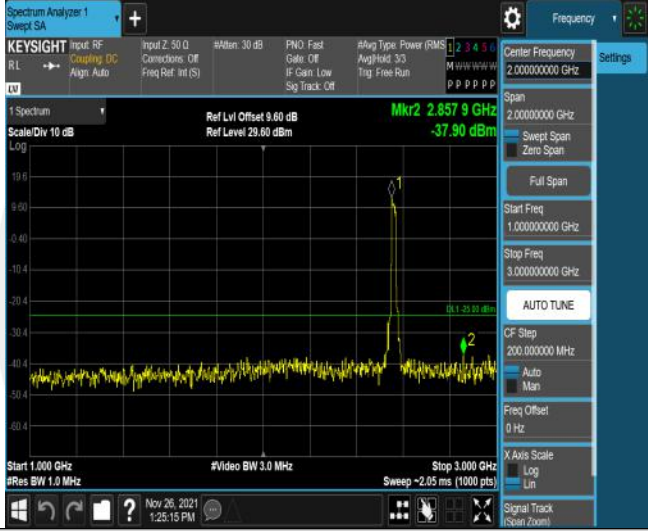 Spectrum Analyzer 1
Swept SA
+
Frequency
KEYSIGHT
RL
Input: RF
Coupling: DC
Align: Auto
Input Z: 50 Ω
Corrections: Off
Freq Ref: Int (S)
#Atten: 30 dB
PNO: Fast
Gate: Off
IF Gain: Low
Sig Track: Off
#Avg Type: Power (RMS
Avg|Hold: 3/3
Trig: Free Run
1 2 3 4 5 6
M W W W W W
P P P P P P
1 Spectrum
Scale/Div 10 dB
Log
Ref Lvl Offset 9.60 dB
Ref Level 29.60 dBm
Mkr2 2.857 9 GHz
-37.90 dBm
19.6
9.60
-0.40
-10.4
-20.4
-30.4
-40.4
-50.4
-60.4
1
DL1 -25.00 dBm
2
Start 1.000 GHz
#Res BW 1.0 MHz
#Video BW 3.0 MHz
Stop 3.000 GHz
Sweep ~2.05 ms (1000 pts)
Nov 26, 2021
1:25:15 PM
Settings
Center Frequency
2.000000000 GHz
Span
2.00000000 GHz
Swept Span
Zero Span
Full Span
Start Freq
1.000000000 GHz
Stop Freq
3.000000000 GHz
AUTO TUNE
CF Step
200.000000 MHz
Auto
Man
Freq Offset
0 Hz
X Axis Scale
Log
Lin
Signal Track
(Span Zoom)